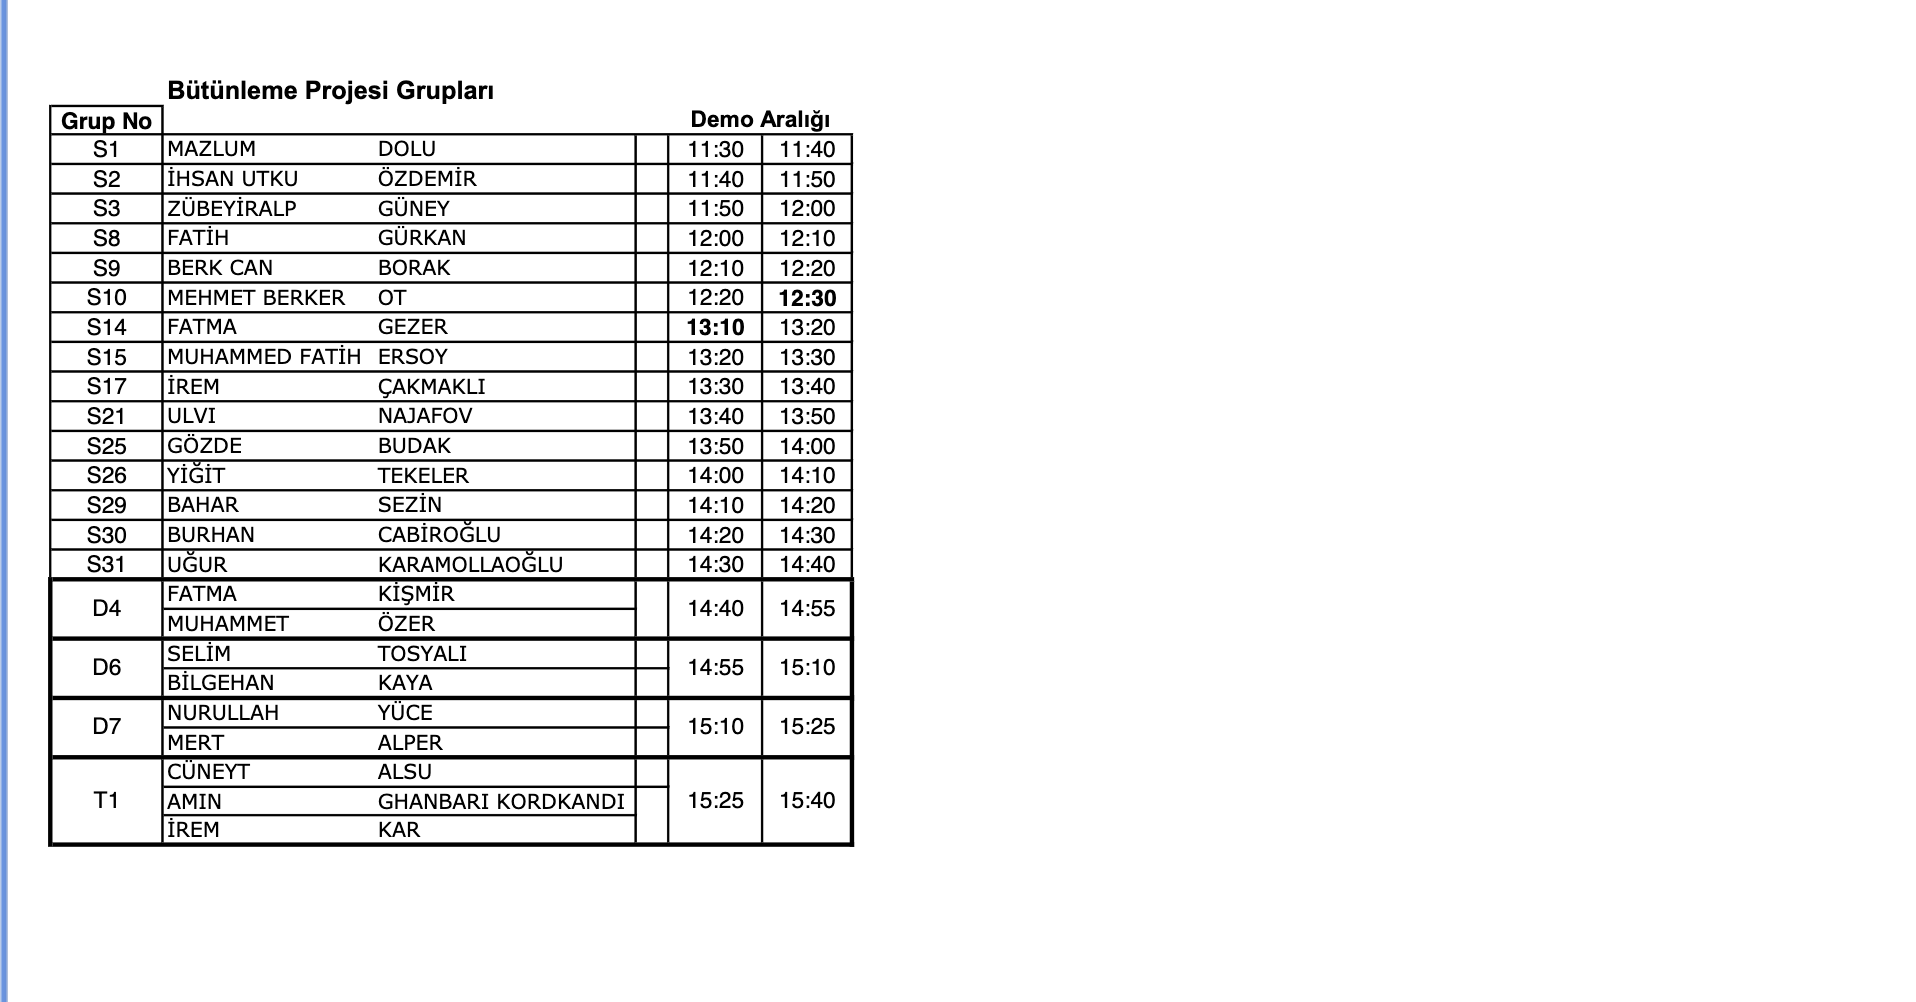 Bütünleme Projesi Grupları
Grup No Demo Aralığı
S1 MAZLUM DOLU 11:30 11:40
S2 İHSAN UTKU ÖZDEMİR 11:40 11:50
S3 ZÜBEYİRALP GÜNEY 11:50 12:00
S8 FATİH GÜRKAN 12:00 12:10
S9 BERK CAN BORAK 12:10 12:20
S10 MEHMET BERKER OT 12:20 12:30
S14 FATMA GEZER 13:10 13:20
S15 MUHAMMED FATİH ERSOY 13:20 13:30
S17 İREM ÇAKMAKLI 13:30 13:40
S21 ULVI NAJAFOV 13:40 13:50
S25 GÖZDE BUDAK 13:50 14:00
S26 YİĞİT TEKELER 14:00 14:10
S29 BAHAR SEZİN 14:10 14:20
S30 BURHAN CABİROĞLU 14:20 14:30
S31 UĞUR KARAMOLLAOĞLU 14:30 14:40
FATMA KİŞMİR
D4 14:40 14:55
MUHAMMET ÖZER
SELİM TOSYALI
D6 14:55 15:10
BİLGEHAN KAYA
NURULLAH YÜCE
D7 15:10 15:25
MERT ALPER
CÜNEYT ALSU
T1 AMIN GHANBARI KORDKANDI 15:25 15:40
İREM KAR